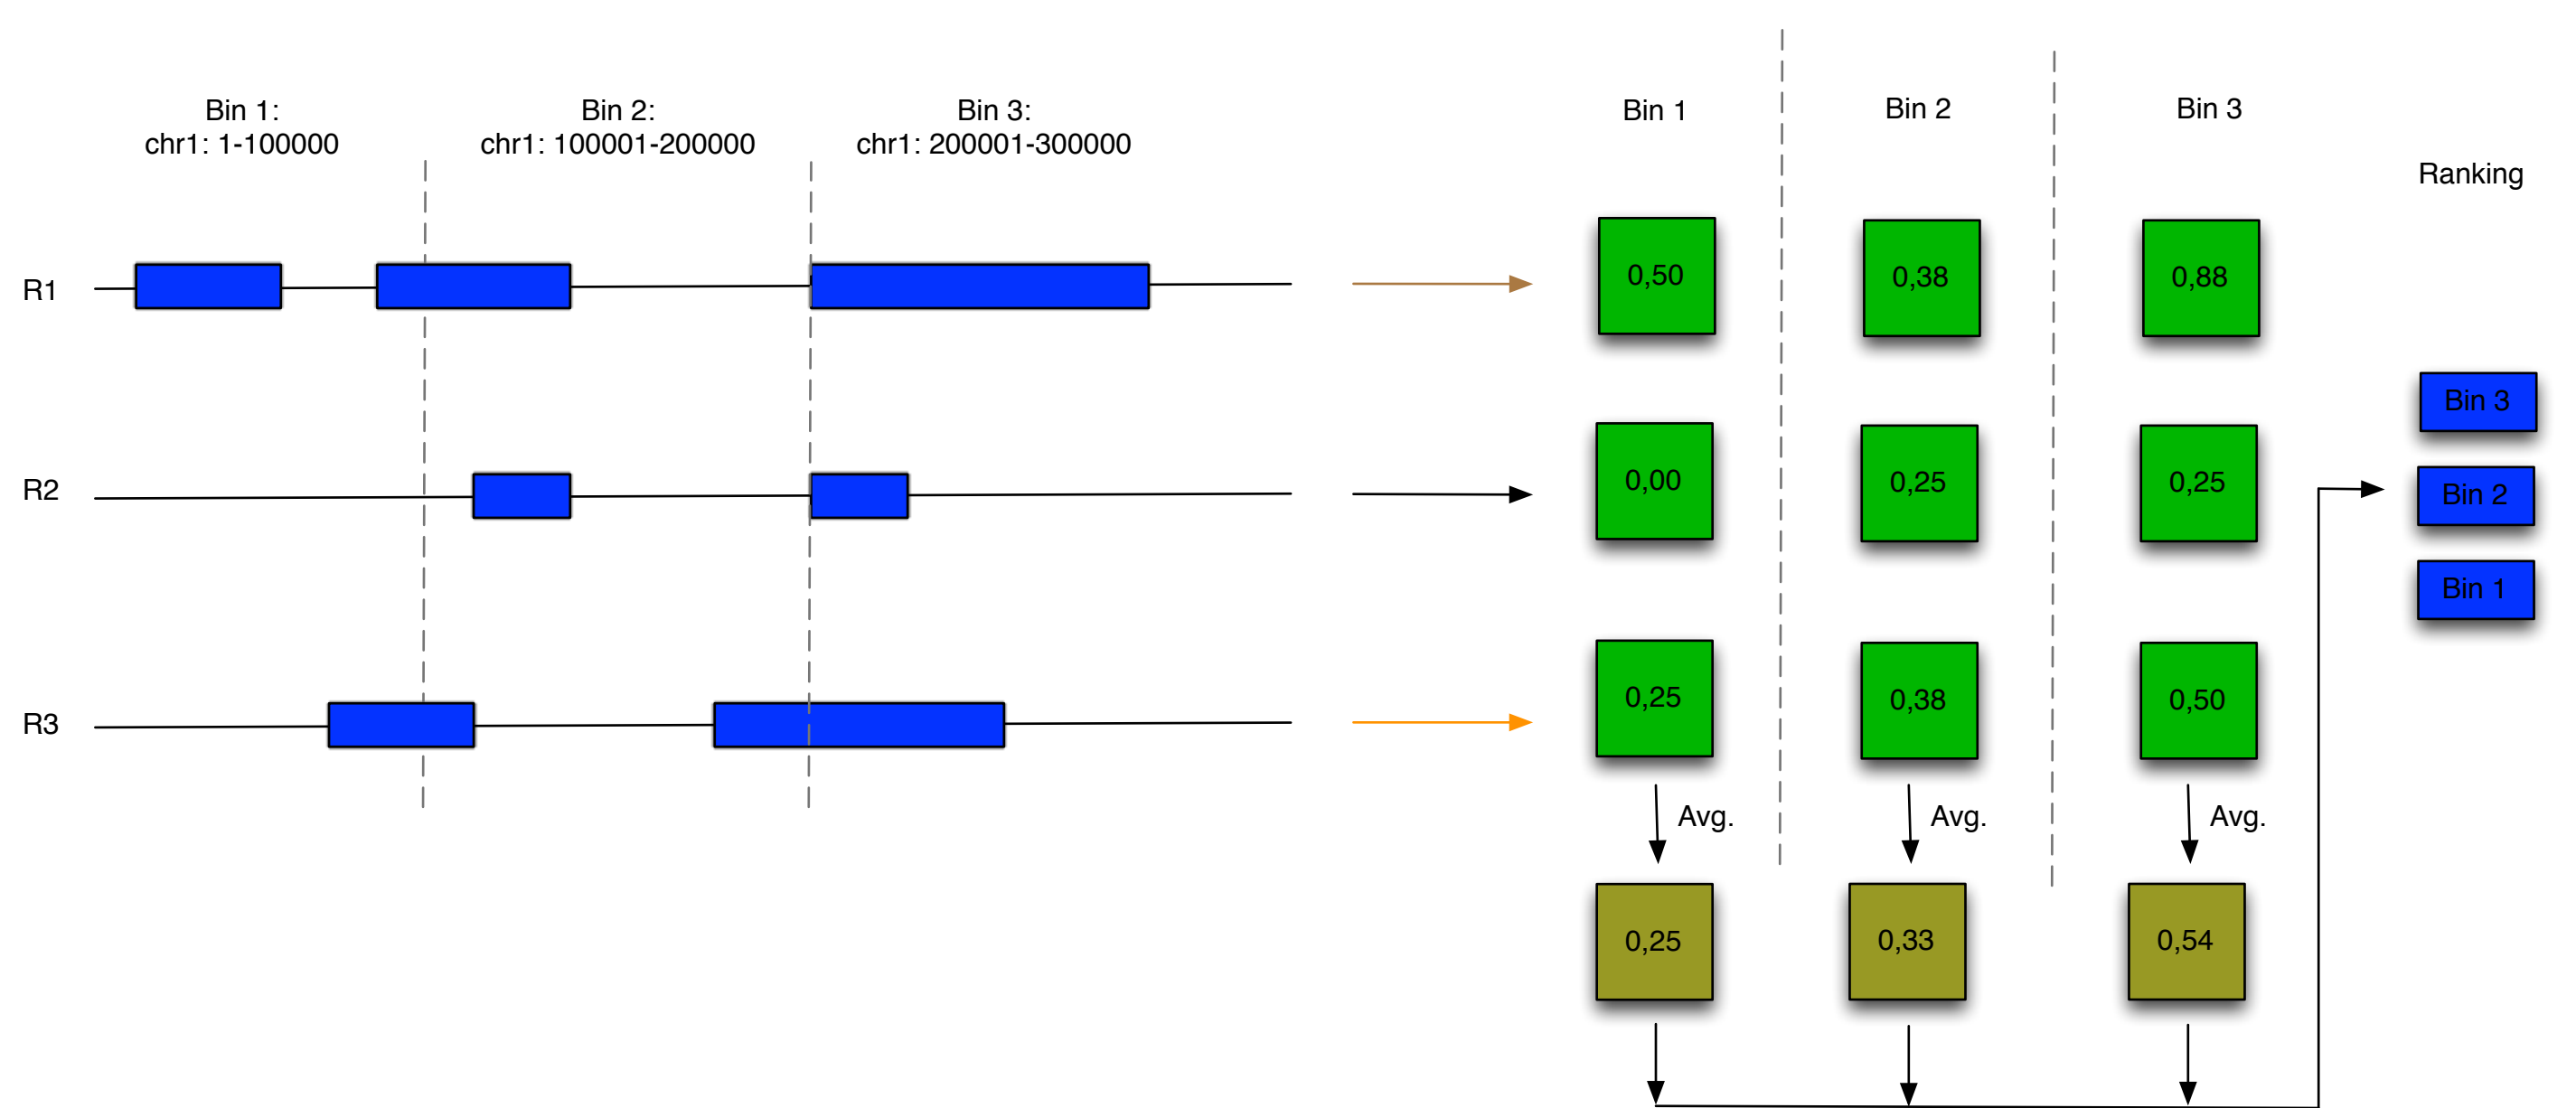 Bin 1:
chr1: 1-100000
Bin 2:
chr1: 100001-200000
Bin 3:
chr1: 200001-300000
Bin 1
Bin 2
Bin 3
Ranking
R1
0,50
0,38
0,88
Bin 3
R2
0,00
0,25
0,25
Bin 2
Bin 1
R3
0,25
0,38
0,50
Avg.
Avg.
Avg.
0,25
0,33
0,54